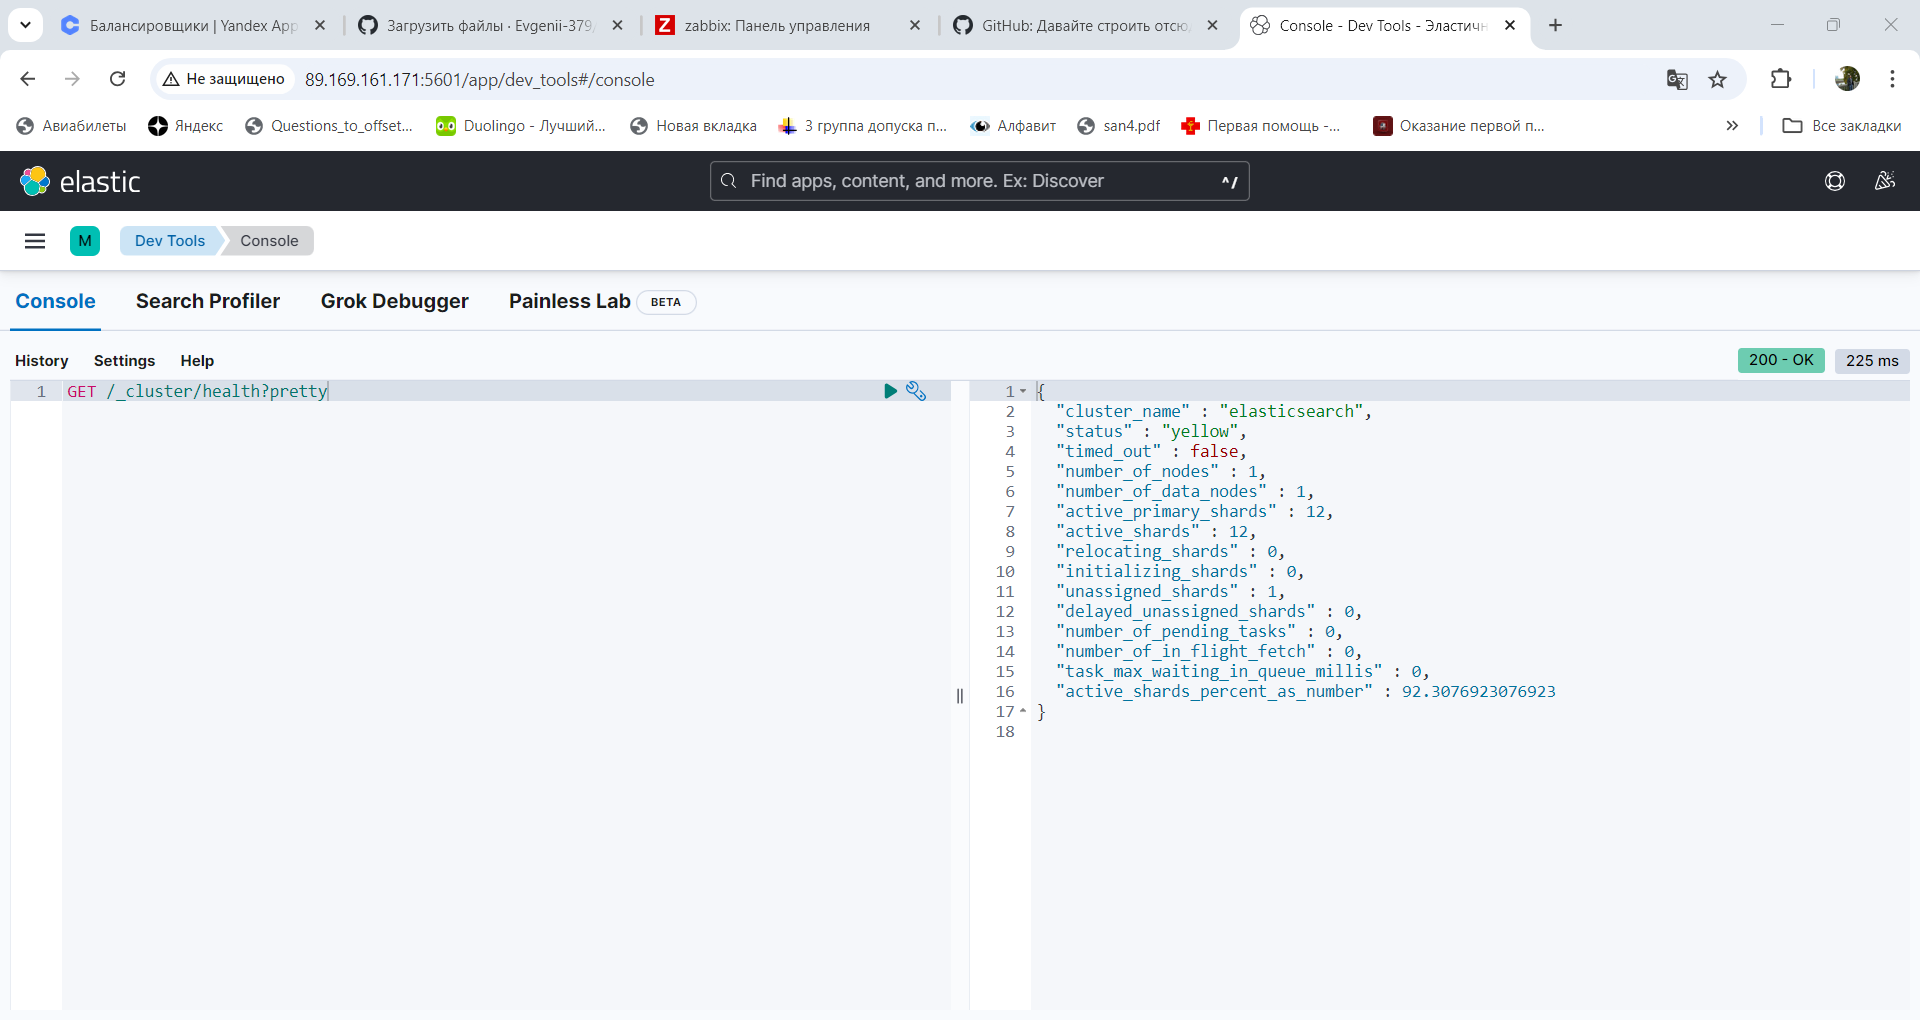 Балансировщики | Yandex App
Загрузить файлы · Evgenii-379/
zabbix: Панель управления
GitHub: Давайте строить отсю
Console - Dev Tools - Эластичн
Не защищено
89.169.161.171:5601/app/dev_tools#/console
Авиабилеты
Яндекс
Questions_to_offset...
Duolingo - Лучший...
Новая вкладка
3 группа допуска п...
Алфавит
san4.pdf
Первая помощь -...
Оказание первой п...
»
Все закладки
elastic
Find apps, content, and more. Ex: Discover
^/
M
Dev Tools
Console
Console
Search Profiler
Grok Debugger
Painless Lab
BETA
History
Settings
Help
200 - OK
225 ms
1 GET /_cluster/health?pretty
1 {
2 "cluster_name" : "elasticsearch",
3 "status" : "yellow",
4 "timed_out" : false,
5 "number_of_nodes" : 1,
6 "number_of_data_nodes" : 1,
7 "active_primary_shards" : 12,
8 "active_shards" : 12,
9 "relocating_shards" : 0,
10 "initializing_shards" : 0,
11 "unassigned_shards" : 1,
12 "delayed_unassigned_shards" : 0,
13 "number_of_pending_tasks" : 0,
14 "number_of_in_flight_fetch" : 0,
15 "task_max_waiting_in_queue_millis" : 0,
16 "active_shards_percent_as_number" : 92.3076923076923
17 }
18